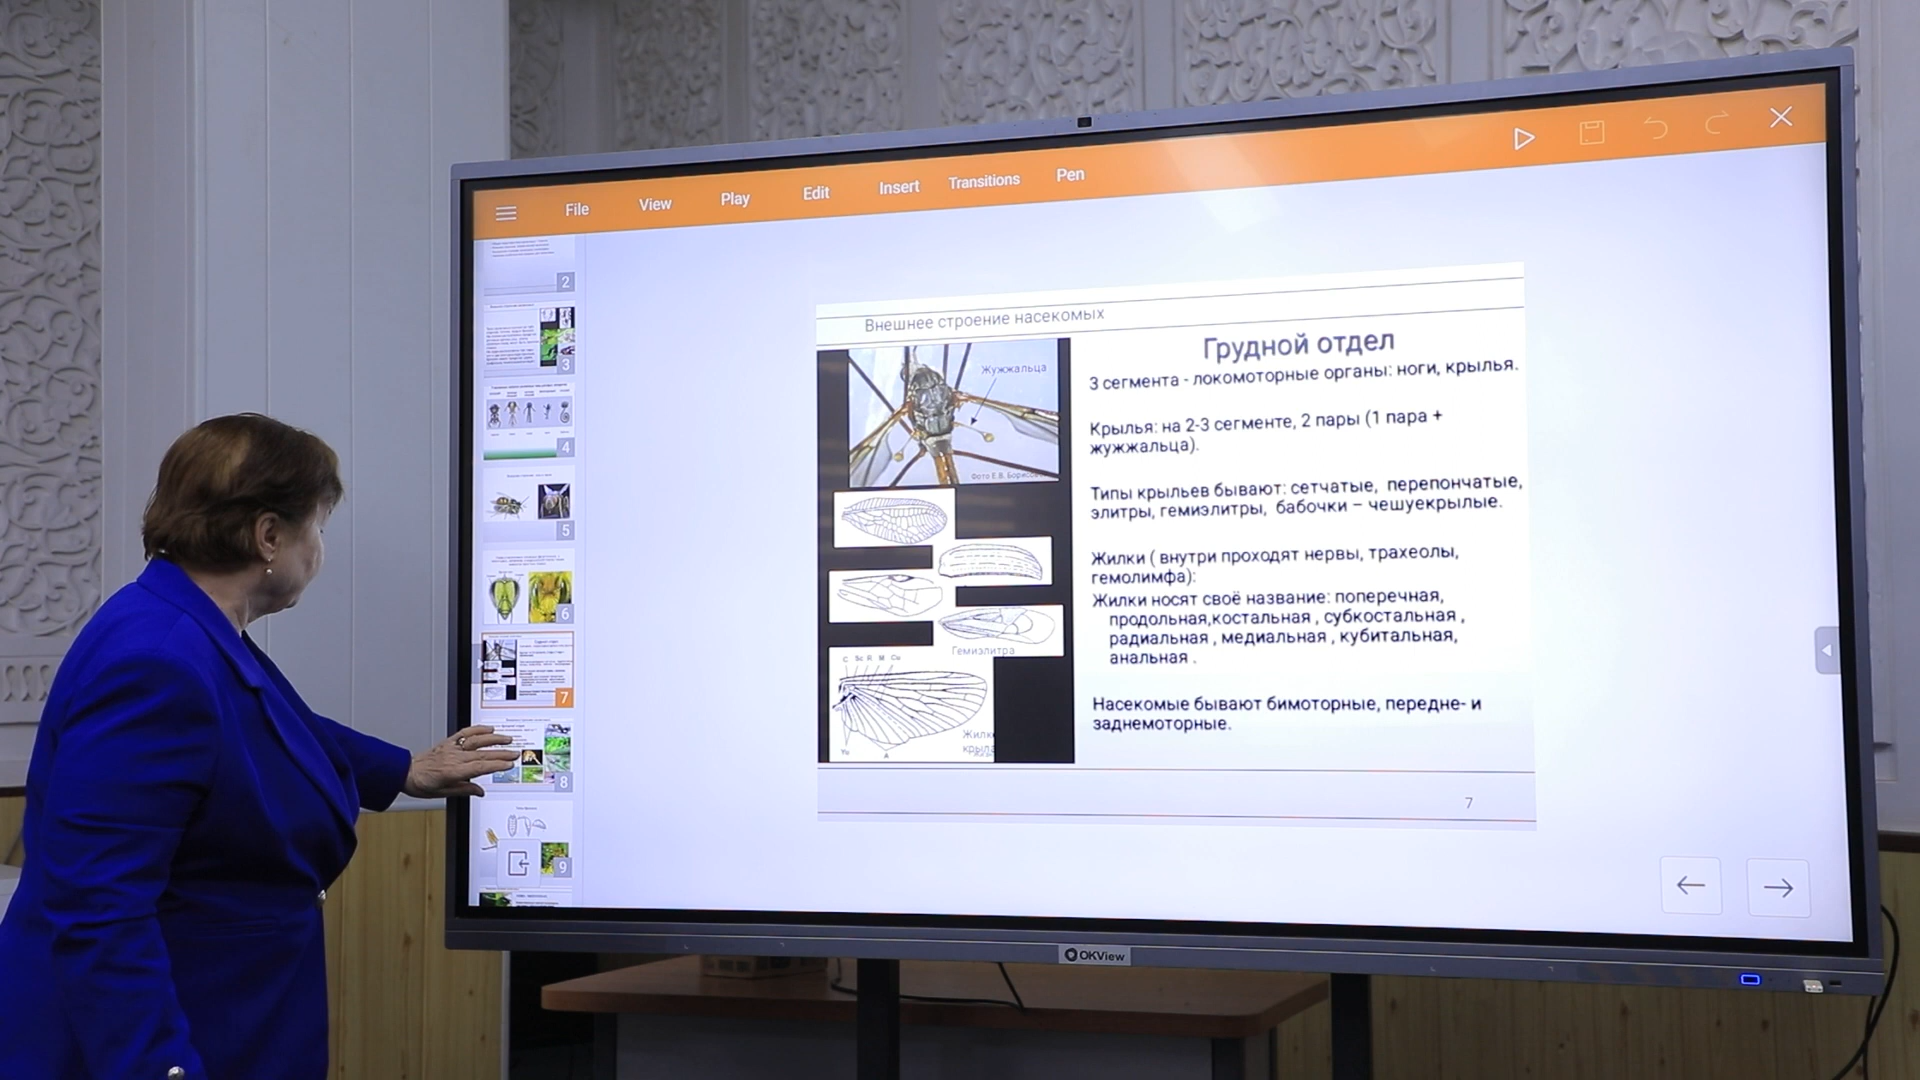 File View Play Edit Insert Transitions Pen
2
3
4
5
6
7
8
9
Внешнее строение насекомых
Грудной отдел
3 сегмента - локомоторные органы: ноги, крылья.
Крылья: на 2-3 сегменте, 2 пары (1 пара +
жужжальца).
Типы крыльев бывают: сетчатые, перепончатые,
элитры, гемиэлитры, бабочки – чешуекрылые.
Жилки ( внутри проходят нервы, трахеолы,
гемолимфа):
Жилки носят своё название: поперечная,
продольная,костальная , субкостальная ,
радиальная , медиальная , кубитальная,
анальная .
Насекомые бывают бимоторные, передне- и
заднемоторные.
Жужжальца
Фото Е.В.
Гемиэлитра
C Sc R M Cu
A
7
OKView